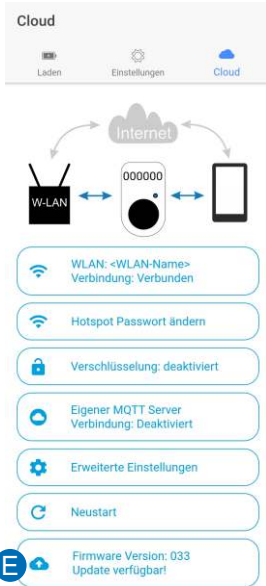 Cloud
Laden
Einstellungen
Cloud
Internet
W-LAN
000000
WLAN: <WLAN-Name>
Verbindung: Verbunden
Hotspot Passwort ändern
Verschlüsselung: deaktiviert
Eigener MQTT Server
Verbindung: Deaktiviert
Erweiterte Einstellungen
Neustart
E
Firmware Version: 033
Update verfügbar!